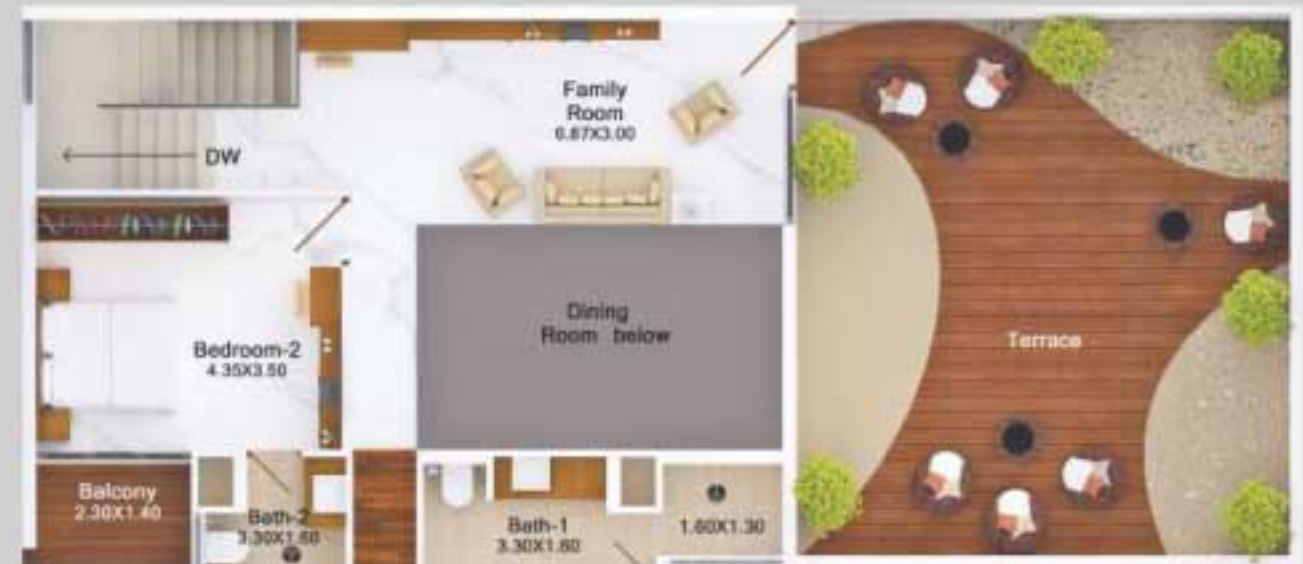 Family
Room
6.87X3.00
DW
Dining
Room below
Bedroom-2
4.35X3.50
Terrace
Balcony
2.30X1.40
Bath-2
3.30X1.60
Bath-1
3.30X1.60
1.60X1.30